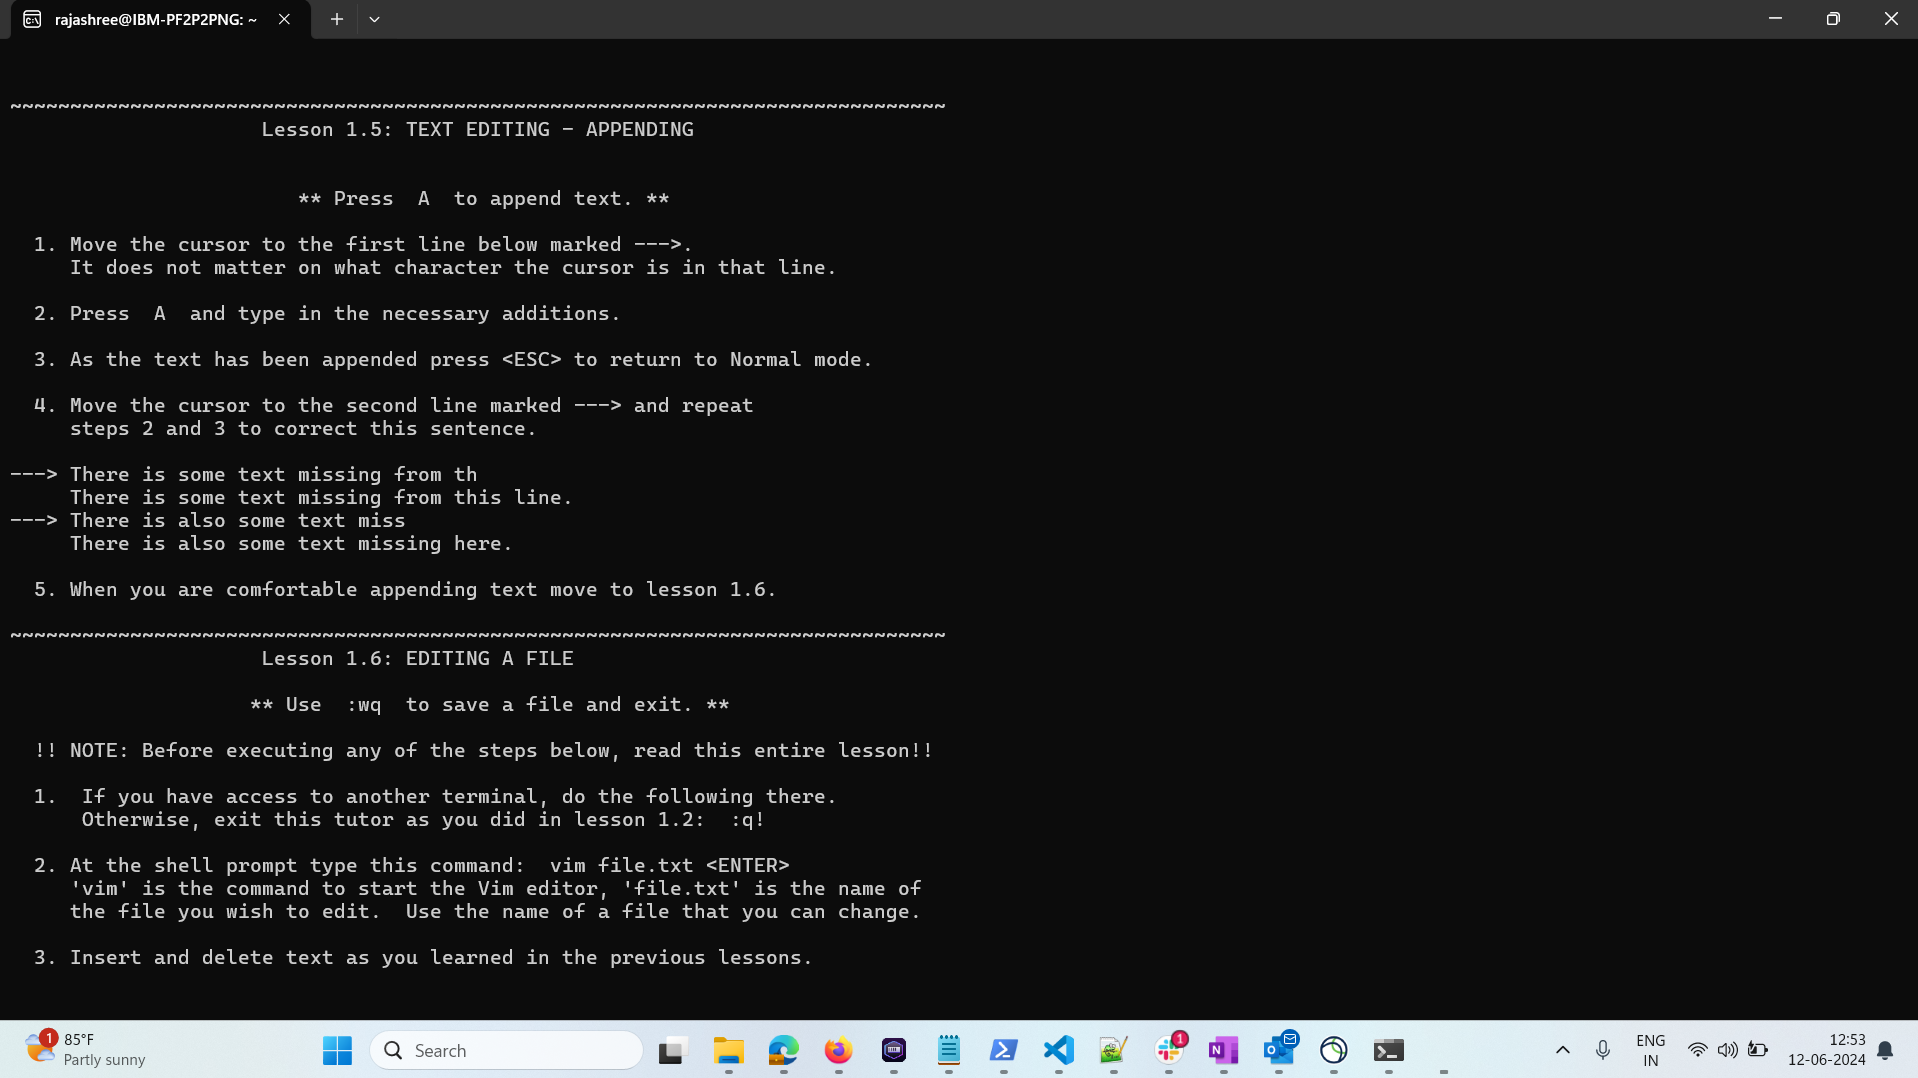 rajashree@IBM-PF2P2PNG: ~
~~~~~~~~~~~~~~~~~~~~~~~~~~~~~~~~~~~~~~~~~~~~~~~~~~~~~~~~~~~~~~~~~~~~~~~~~~~~~~
Lesson 1.5: TEXT EDITING - APPENDING
** Press  A  to append text. **
1. Move the cursor to the first line below marked --->.
It does not matter on what character the cursor is in that line.
2. Press  A  and type in the necessary additions.
3. As the text has been appended press <ESC> to return to Normal mode.
4. Move the cursor to the second line marked ---> and repeat
steps 2 and 3 to correct this sentence.
---> There is some text missing from th
There is some text missing from this line.
---> There is also some text miss
There is also some text missing here.
5. When you are comfortable appending text move to lesson 1.6.
~~~~~~~~~~~~~~~~~~~~~~~~~~~~~~~~~~~~~~~~~~~~~~~~~~~~~~~~~~~~~~~~~~~~~~~~~~~~~~
Lesson 1.6: EDITING A FILE
** Use  :wq  to save a file and exit. **
!! NOTE: Before executing any of the steps below, read this entire lesson!!
1.  If you have access to another terminal, do the following there.
Otherwise, exit this tutor as you did in lesson 1.2:  :q!
2. At the shell prompt type this command:  vim file.txt <ENTER>
'vim' is the command to start the Vim editor, 'file.txt' is the name of
the file you wish to edit.  Use the name of a file that you can change.
3. Insert and delete text as you learned in the previous lessons.
1
85°F
Partly sunny
Search
1
ENG
IN
12:53
12-06-2024